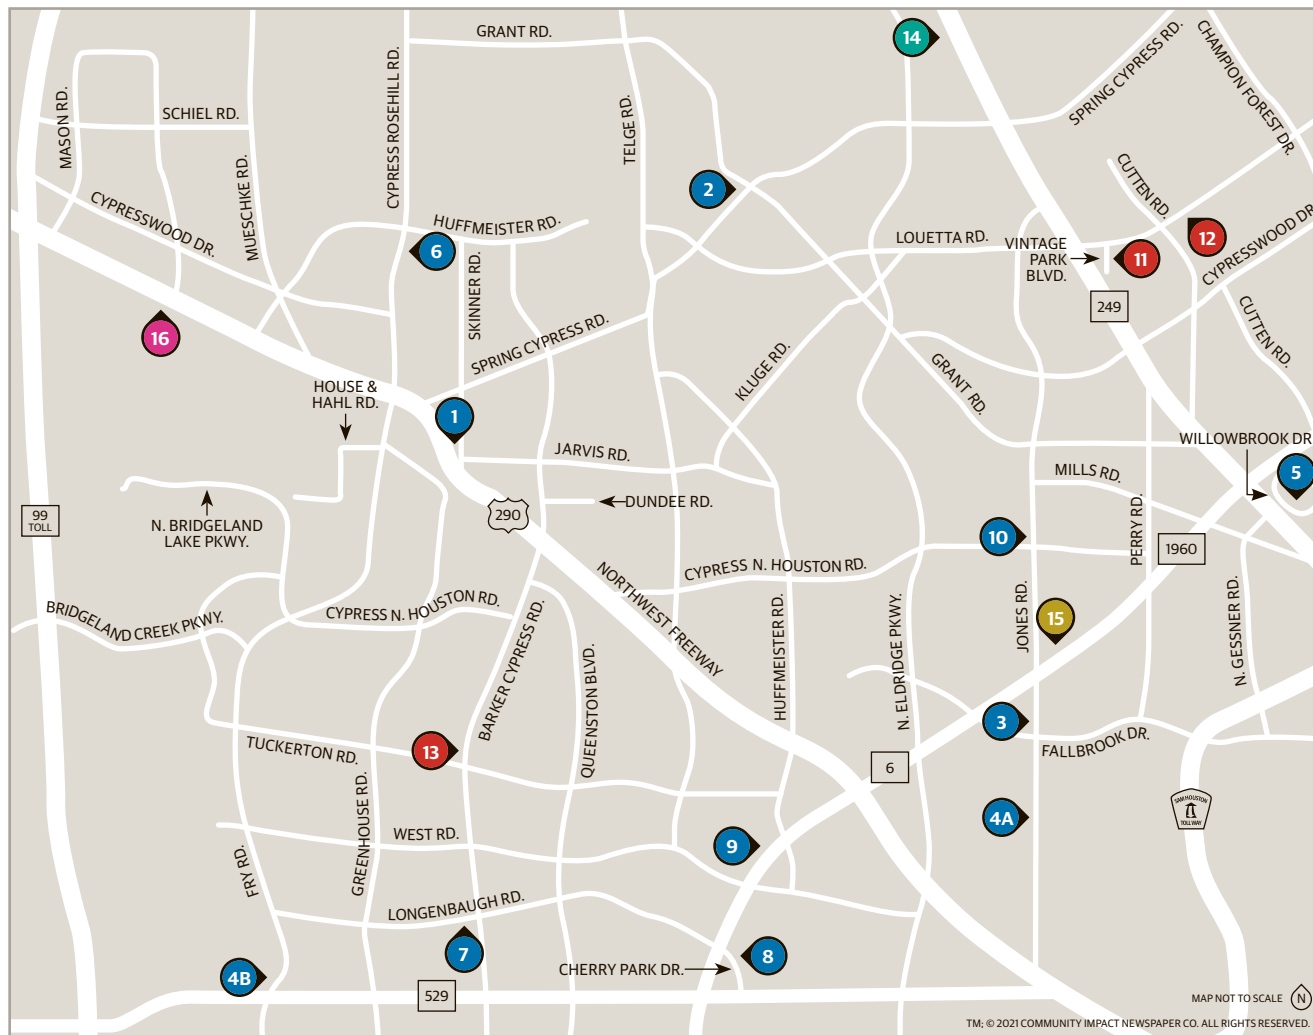 GRANT RD.
14
SPRING CYPRESS RD.
CHAMPION FOREST DR.
MASON RD.
SCHIEL RD.
CYPRESS ROSEHILL RD.
TELGE RD.
MUESCHKE RD.
CYPRESSWOOD DR.
2
CUTTEN RD.
HUFFMEISTER RD.
6
LOUETTA RD.
VINTAGE
PARK
BLVD.
11
12
CYPRESSWOOD DR.
SKINNER RD.
249
16
SPRING CYPRESS RD.
CUTTEN RD.
KLUGE RD.
GRANT RD.
HOUSE &
HAHL RD.
1
JARVIS RD.
WILLOWBROOK DR.
MILLS RD.
5
DUNDEE RD.
99
TOLL
N. BRIDGELAND
LAKE PKWY.
290
PERRY RD.
10
1960
CYPRESS N. HOUSTON RD.
NORTHWEST FREEWAY
BRIDGELAND CREEK PKWY.
CYPRESS N. HOUSTON RD.
BARKER CYPRESS RD.
HUFFMEISTER RD.
N. ELDRIDGE PKWY.
JONES RD.
15
N. GESSNER RD.
QUEENSTON BLVD.
3
FALLBROOK DR.
TUCKERTON RD.
13
6
GREENHOUSE RD.
SAM HOUSTON
TOLLWAY
4A
WEST RD.
9
FRY RD.
LONGENBAUGH RD.
7
8
CHERRY PARK DR.
4B
529
MAP NOT TO SCALE N
TM; © 2021 COMMUNITY IMPACT NEWSPAPER CO. ALL RIGHTS RESERVED.